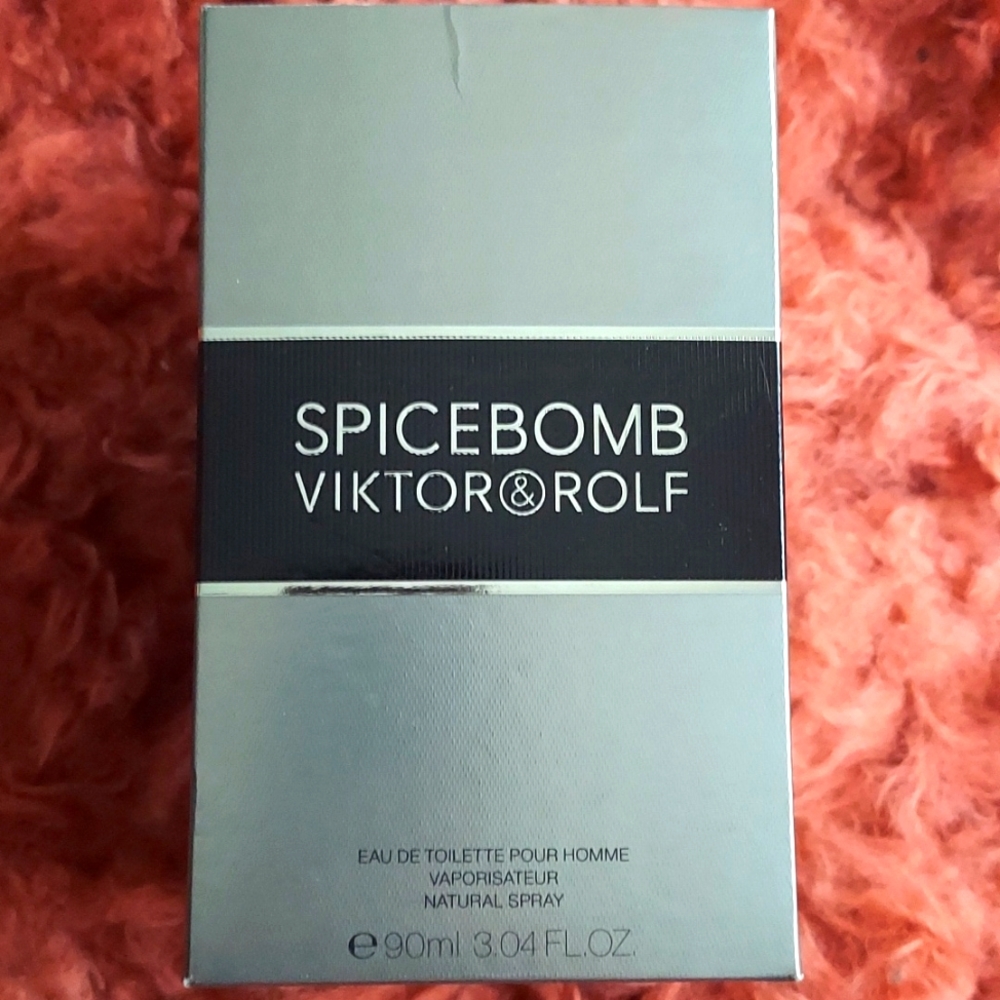 SPICEBOMB
VIKTOR&ROLF
EAU DE TOILETTE POUR HOMME
VAPORISATEUR
NATURAL SPRAY
℮90ml 3.04 FL.OZ.